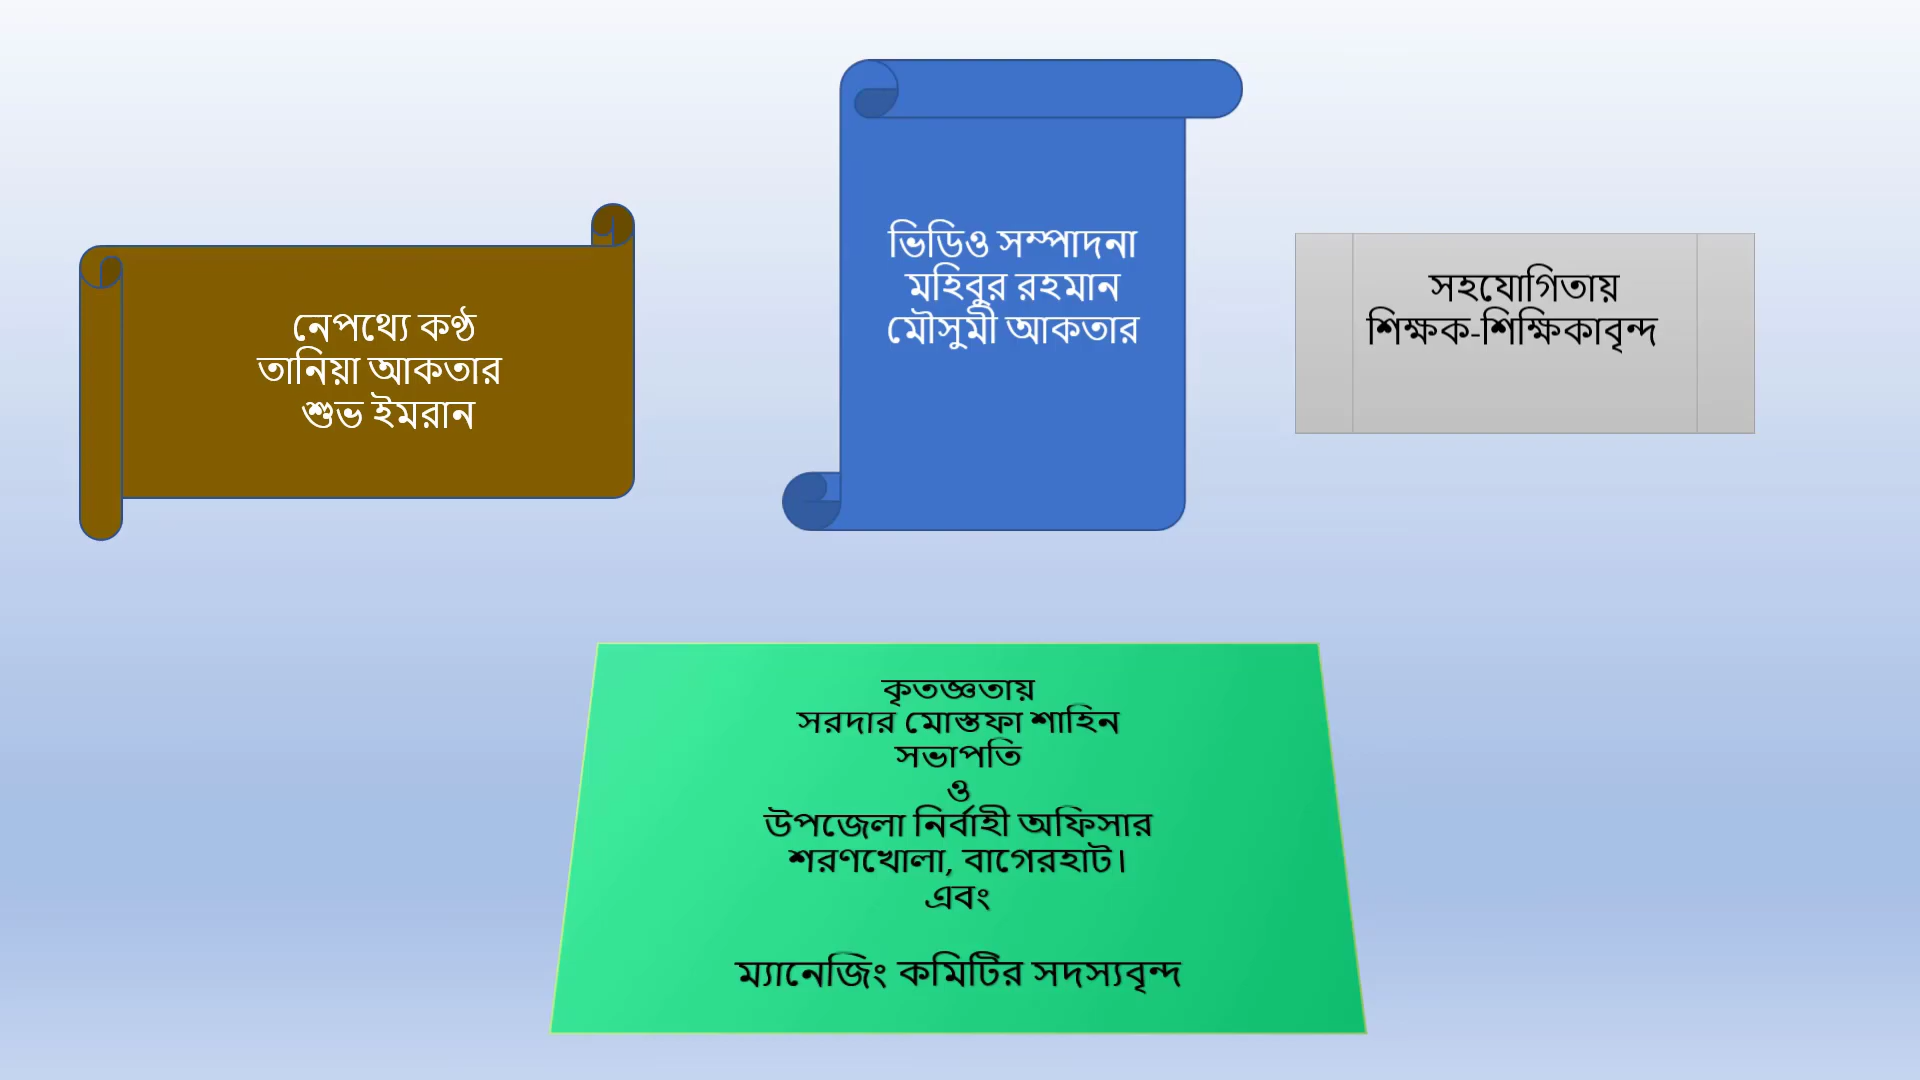 নেপথ্যে কণ্ঠ
তানিয়া আকতার
শুভ ইমরান
ভিডিও সম্পাদনা
মহিবুর রহমান
মৌসুমী আকতার
সহযোগিতায়
শিক্ষক-শিক্ষিকাবৃন্দ
কৃতজ্ঞতায়
সরদার মোস্তফা শাহিন
সভাপতি
ও
উপজেলা নির্বাহী অফিসার
শরণখোলা, বাগেরহাট।
এবং
ম্যানেজিং কমিটির সদস্যবৃন্দ